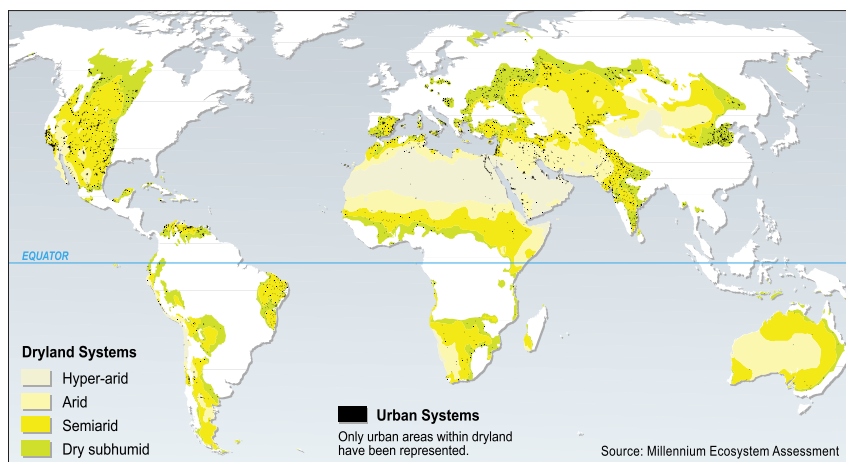 EQUATOR
Dryland Systems
Hyper-arid
Arid
Semiarid
Dry subhumid
Urban Systems
Only urban areas within dryland
have been represented.
Source: Millennium Ecosystem Assessment